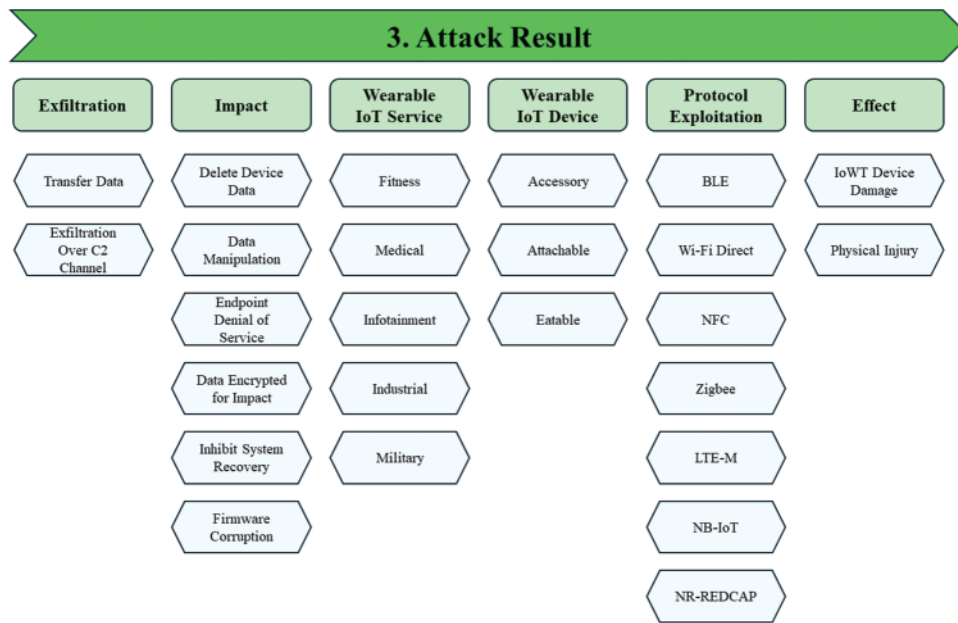 3. Attack Result
Exfiltration
Transfer Data
Exfiltration
Over C2
Channel
Impact
Delete Device
Data
Data
Manipulation
Endpoint
Denial of
Service
Data Encrypted
for Impact
Inhibit System
Recovery
Firmware
Corruption
Wearable
IoT Service
Fitness
Medical
Infotainment
Industrial
Military
Wearable
IoT Device
Accessory
Attachable
Eatable
Protocol
Exploitation
BLE
Wi-Fi Direct
NFC
Zigbee
LTE-M
NB-IoT
NR-REDCAP
Effect
IoWT Device
Damage
Physical Injury